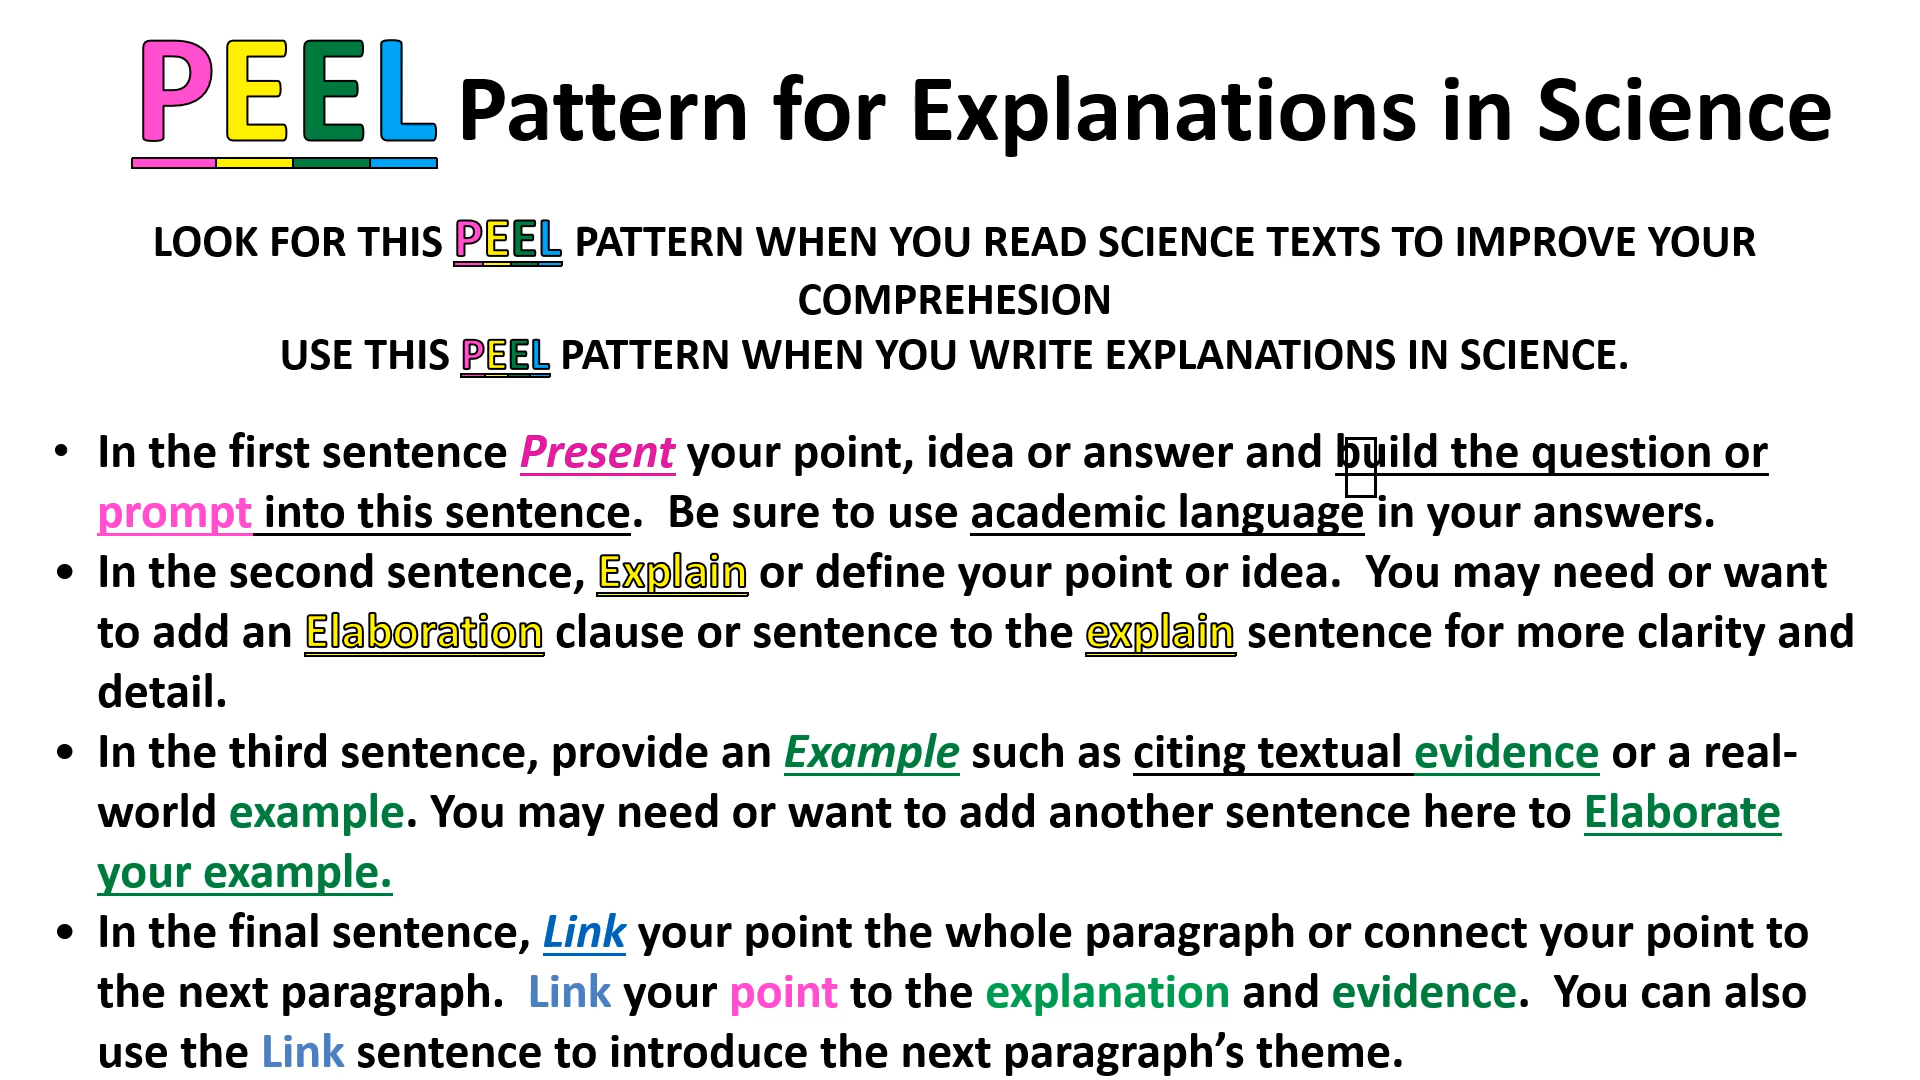 PEEL Pattern for Explanations in Science
LOOK FOR THIS PEEL PATTERN WHEN YOU READ SCIENCE TEXTS TO IMPROVE YOUR
COMPREHESION
USE THIS PEEL PATTERN WHEN YOU WRITE EXPLANATIONS IN SCIENCE.
• In the first sentence Present your point, idea or answer and build the question or
prompt into this sentence.  Be sure to use academic language in your answers.
• In the second sentence, Explain or define your point or idea.  You may need or want
to add an Elaboration clause or sentence to the explain sentence for more clarity and
detail.
• In the third sentence, provide an Example such as citing textual evidence or a real-
world example. You may need or want to add another sentence here to Elaborate
your example.
• In the final sentence, Link your point the whole paragraph or connect your point to
the next paragraph.  Link your point to the explanation and evidence.  You can also
use the Link sentence to introduce the next paragraph’s theme.